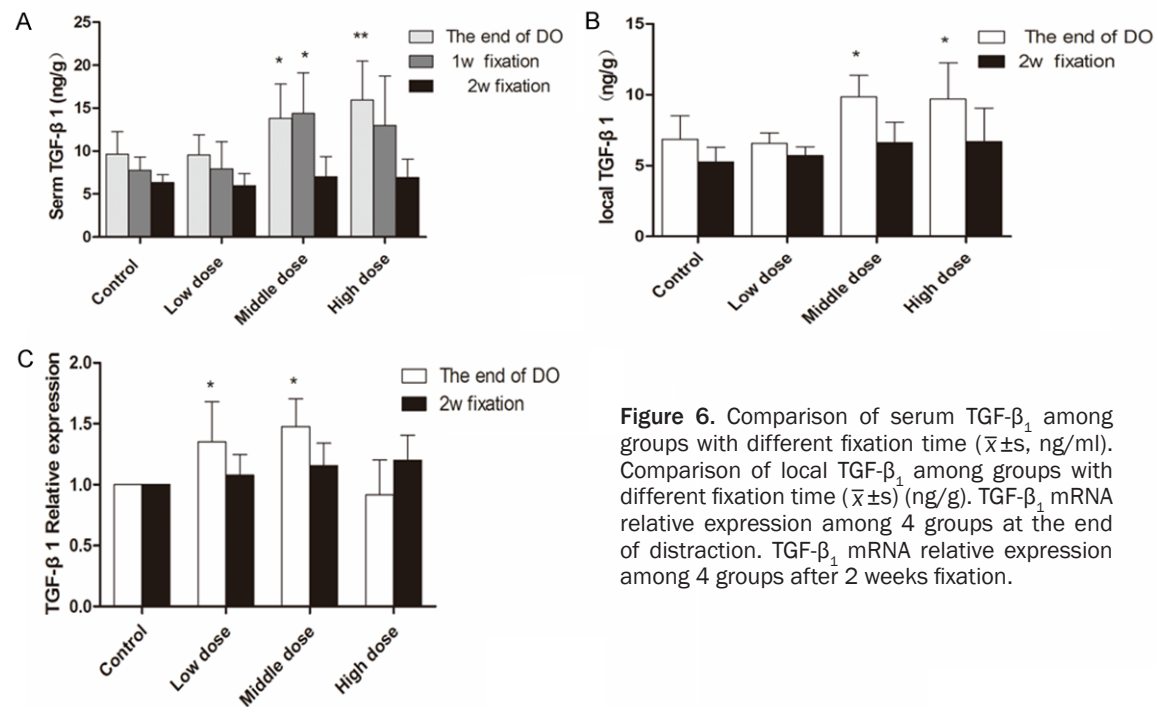 A
Serm TGF-β 1 (ng/g)
25
20
15
10
5
0
* * **
The end of DO
1w fixation
2w fixation
Control
Low dose
Middle dose
High dose
B
local TGF-β 1 (ng/g)
15
10
5
0
* *
The end of DO
2w fixation
Control
Low dose
Middle dose
High dose
C
TGF-β 1 Relative expression
2.0
1.5
1.0
0.5
0.0
* *
The end of DO
2w fixation
Control
Low dose
Middle dose
High dose
Figure 6. Comparison of serum TGF-β₁ among
groups with different fixation time (x̄±s, ng/ml).
Comparison of local TGF-β₁ among groups with
different fixation time (x̄±s) (ng/g). TGF-β₁ mRNA
relative expression among 4 groups at the end
of distraction. TGF-β₁ mRNA relative expression
among 4 groups after 2 weeks fixation.